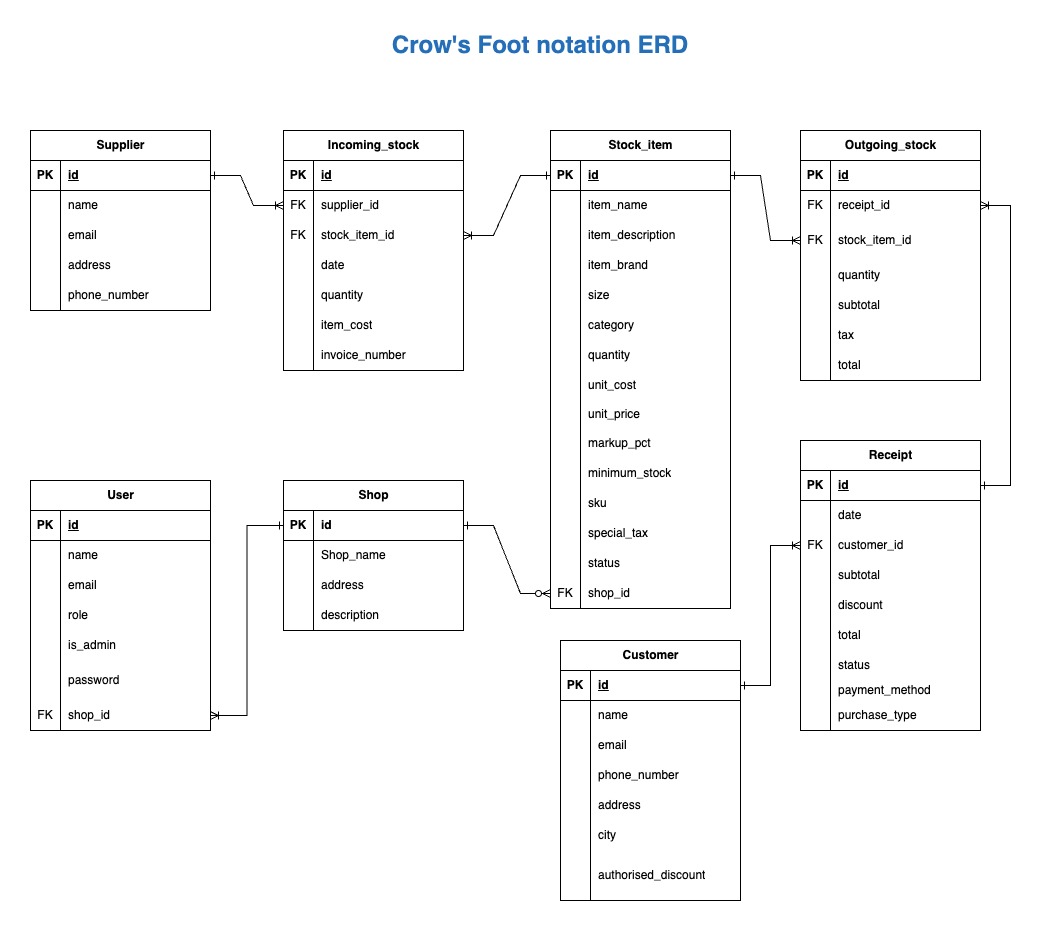 Crow's Foot notation ERD
Supplier
PK id
name
email
address
phone_number
Incoming_stock
PK id
FK supplier_id
FK stock_item_id
date
quantity
item_cost
invoice_number
Stock_item
PK id
item_name
item_description
item_brand
size
category
quantity
unit_cost
unit_price
markup_pct
minimum_stock
sku
special_tax
status
FK shop_id
Outgoing_stock
PK id
FK receipt_id
FK stock_item_id
quantity
subtotal
tax
total
User
PK id
name
email
role
is_admin
password
FK shop_id
Shop
PK id
Shop_name
address
description
Customer
PK id
name
email
phone_number
address
city
authorised_discount
Receipt
PK id
date
FK customer_id
subtotal
discount
total
status
payment_method
purchase_type